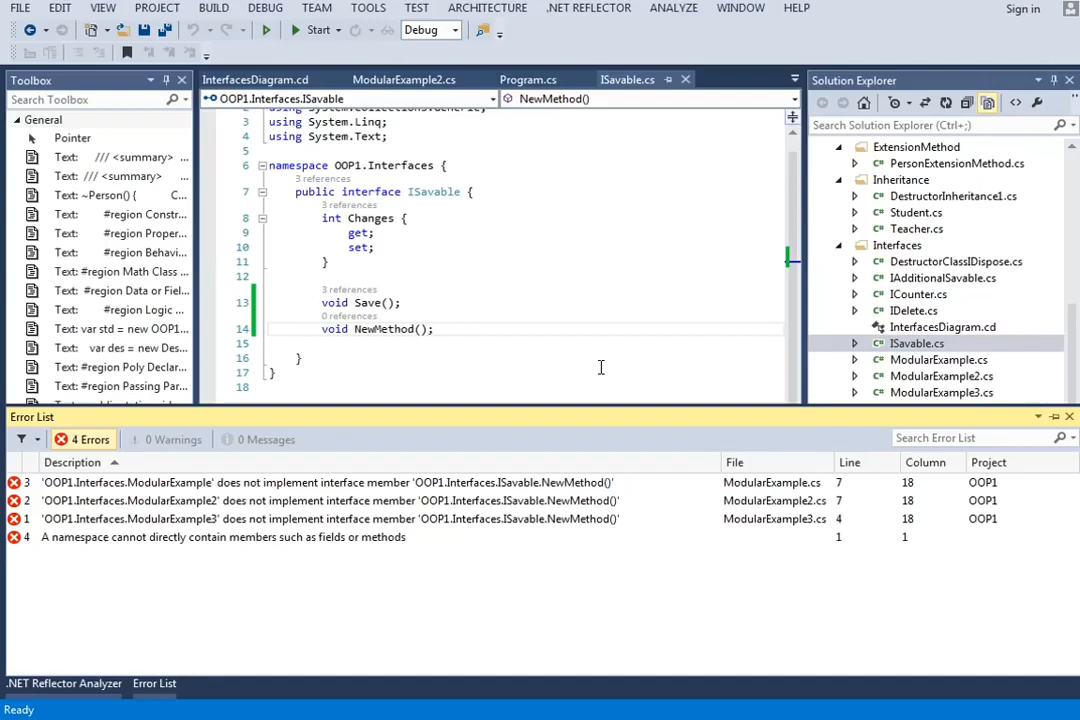 FILE EDIT VIEW PROJECT BUILD DEBUG TEAM TOOLS TEST ARCHITECTURE .NET REFLECTOR ANALYZE WINDOW HELP Sign in
Start Debug
Toolbox
Search Toolbox
General
Pointer
Text: /// <summary> ...
Text: /// <summary> ...
Text: ~Person() { C...
Text: #region Constr...
Text: #region Proper...
Text: #region Behavi...
Text: #region Math Class ...
Text: #region Data or Fiel...
Text: #region Logic ...
Text: var std = new OOP1...
Text: var des = new Des...
Text: #region Poly Declar...
Text: #region Passing Par...
InterfacesDiagram.cd ModularExample2.cs Program.cs ISavable.cs
OOP1.Interfaces.ISavable NewMethod()
3 using System.Linq;
4 using System.Text;
5
6 namespace OOP1.Interfaces {
3 references
7 public interface ISavable {
3 references
8 int Changes {
9 get;
10 set;
11 }
12
3 references
13 void Save();
0 references
14 void NewMethod();
15
16 }
17 }
18
Solution Explorer
Search Solution Explorer (Ctrl+;)
ExtensionMethod
C# PersonExtensionMethod.cs
Inheritance
C# DestructorInheritance1.cs
C# Student.cs
C# Teacher.cs
Interfaces
C# DestructorClassIDispose.cs
C# IAdditionalSavable.cs
C# ICounter.cs
C# IDelete.cs
InterfacesDiagram.cd
C# ISavable.cs
C# ModularExample.cs
C# ModularExample2.cs
C# ModularExample3.cs
Error List
4 Errors 0 Warnings 0 Messages Search Error List
Description File Line Column Project
3 'OOP1.Interfaces.ModularExample' does not implement interface member 'OOP1.Interfaces.ISavable.NewMethod()' ModularExample.cs 7 18 OOP1
2 'OOP1.Interfaces.ModularExample2' does not implement interface member 'OOP1.Interfaces.ISavable.NewMethod()' ModularExample2.cs 7 18 OOP1
1 'OOP1.Interfaces.ModularExample3' does not implement interface member 'OOP1.Interfaces.ISavable.NewMethod()' ModularExample3.cs 4 18 OOP1
4 A namespace cannot directly contain members such as fields or methods 1 1
.NET Reflector Analyzer Error List
Ready